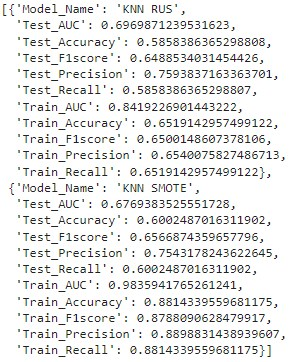 [{'Model_Name': 'KNN RUS',
'Test_AUC': 0.6969871239531623,
'Test_Accuracy': 0.5858386365298808,
'Test_F1score': 0.6488534031454426,
'Test_Precision': 0.7593837163363701,
'Test_Recall': 0.5858386365298807,
'Train_AUC': 0.8419226901443222,
'Train_Accuracy': 0.6519142957499122,
'Train_F1score': 0.6500148607378106,
'Train_Precision': 0.6540075827486713,
'Train_Recall': 0.6519142957499122},
{'Model_Name': 'KNN SMOTE',
'Test_AUC': 0.6769383525551728,
'Test_Accuracy': 0.6002487016311902,
'Test_F1score': 0.6566874359657796,
'Test_Precision': 0.7543178243622645,
'Test_Recall': 0.6002487016311902,
'Train_AUC': 0.9835941765261241,
'Train_Accuracy': 0.8814339559681175,
'Train_F1score': 0.8788090628479917,
'Train_Precision': 0.8898831438939607,
'Train_Recall': 0.8814339559681175}]